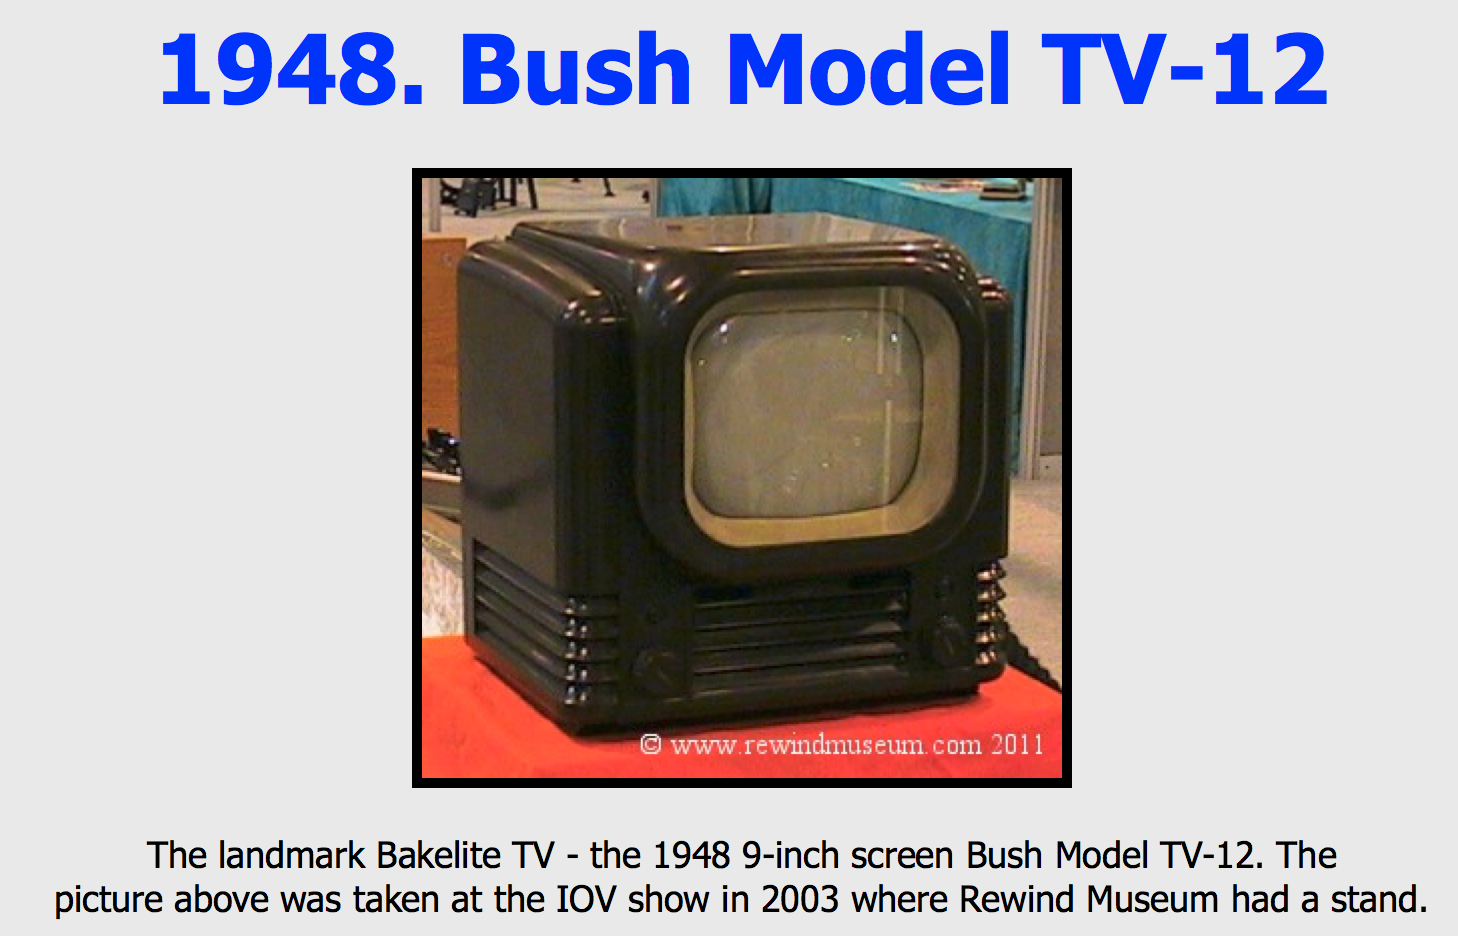 1948. Bush Model TV-12
© www.rewindmuseum.com 2011
The landmark Bakelite TV - the 1948 9-inch screen Bush Model TV-12. The
picture above was taken at the IOV show in 2003 where Rewind Museum had a stand.